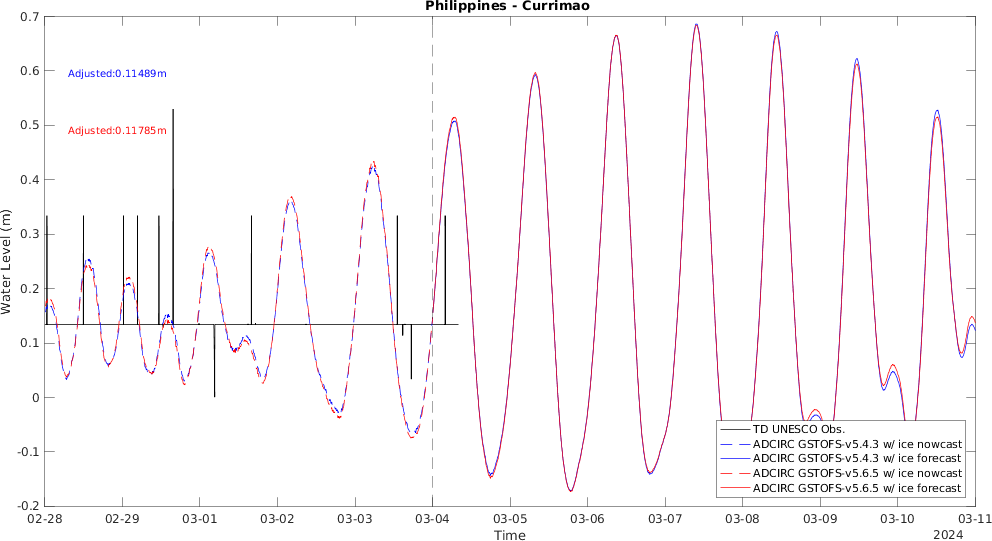 Philippines - Currimao
0.7
0.6
0.5
0.4
0.3
0.2
0.1
0
-0.1
-0.2
Water Level (m)
Adjusted:0.11489m
Adjusted:0.11785m
TD UNESCO Obs.
ADCIRC GSTOFS-v5.4.3 w/ ice nowcast
ADCIRC GSTOFS-v5.4.3 w/ ice forecast
ADCIRC GSTOFS-v5.6.5 w/ ice nowcast
ADCIRC GSTOFS-v5.6.5 w/ ice forecast
02-28 02-29 03-01 03-02 03-03 03-04 03-05 03-06 03-07 03-08 03-09 03-10 03-11
Time
2024